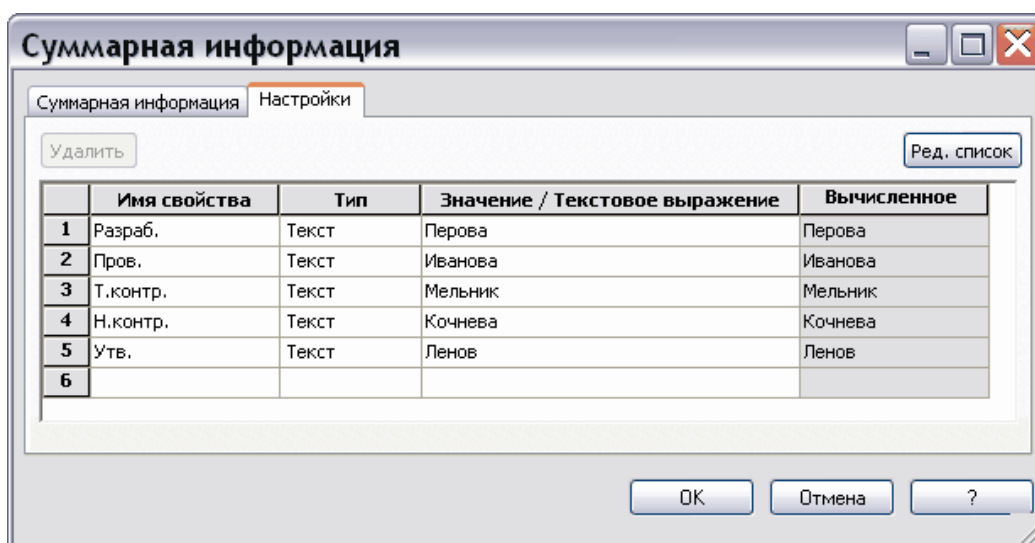 Суммарная информация
Суммарная информация Настройки
Удалить Ред. список
Имя свойства Тип Значение / Текстовое выражение Вычисленное
1 Разраб. Текст Перова Перова
2 Пров. Текст Иванова Иванова
3 Т.контр. Текст Мельник Мельник
4 Н.контр. Текст Кочнева Кочнева
5 Утв. Текст Ленов Ленов
6
OK Отмена ?